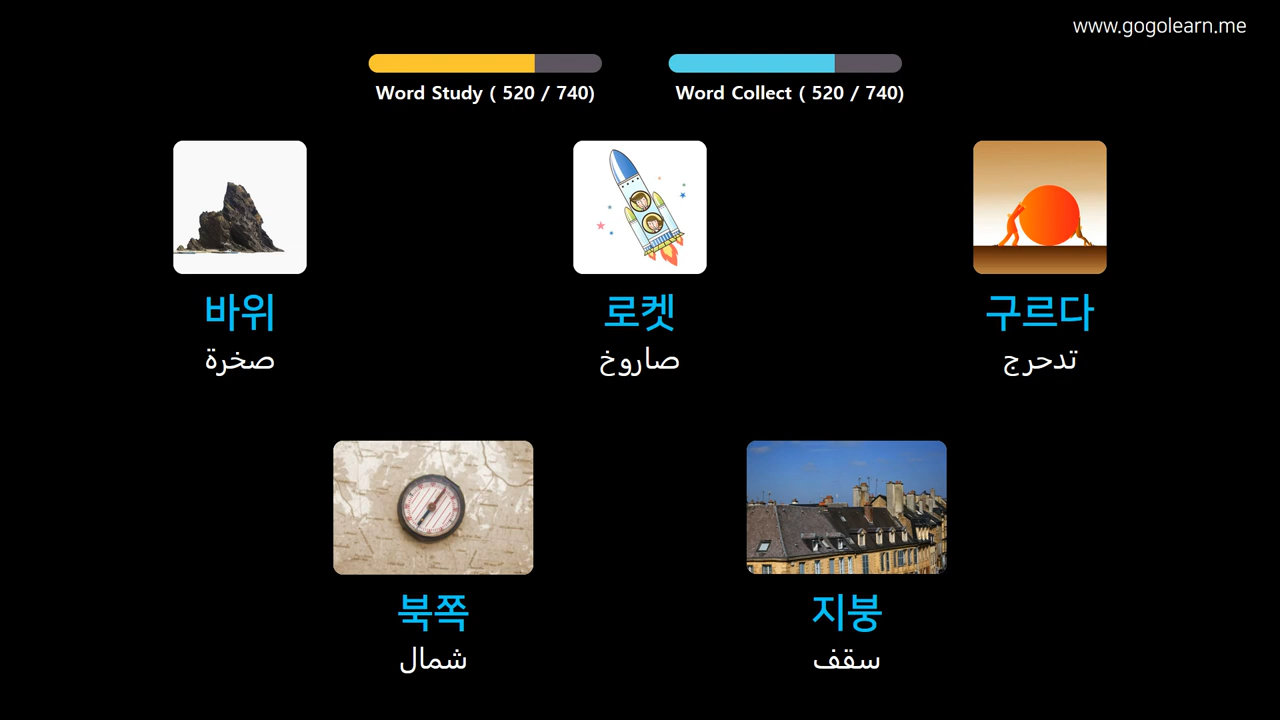 www.gogolearn.me
Word Study ( 520 / 740)
Word Collect ( 520 / 740)
바위
صخرة
로켓
صاروخ
구르다
تدحرج
북쪽
شمال
지붕
سقف